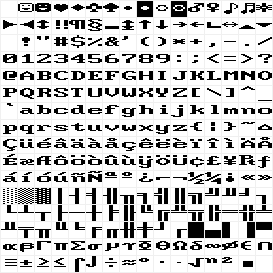 ☺☻♥♦♣♠•◘○◙♂♀♪♫☼
►◄↕‼¶§▬↨↑↓→←∟↔▲▼
!"#$%&'()*+,-./
0123456789:;<=>?
@ABCDEFGHIJKLMNO
PQRSTUVWXYZ[\]^_
`abcdefghijklmno
pqrstuvwxyz{|}~⌂
ÇüéâäàåçêëèïîìÄÅ
ÉæÆôöòûùÿÖÜ¢£¥₧ƒ
áíóúñÑªº¿⌐¬½¼¡«»
░▒▓│┤╡╢╖╕╣║╗╝╜╛┐
└┴┬├─┼╞╟╚╔╩╦╠═╬╧
╨╤╥╙╘╒╓╫╪┘┌█▄▌▐▀
αßΓπΣσµτΦΘΩδ∞φε∩
≡±≥≤⌠⌡÷≈°∙·√ⁿ²■